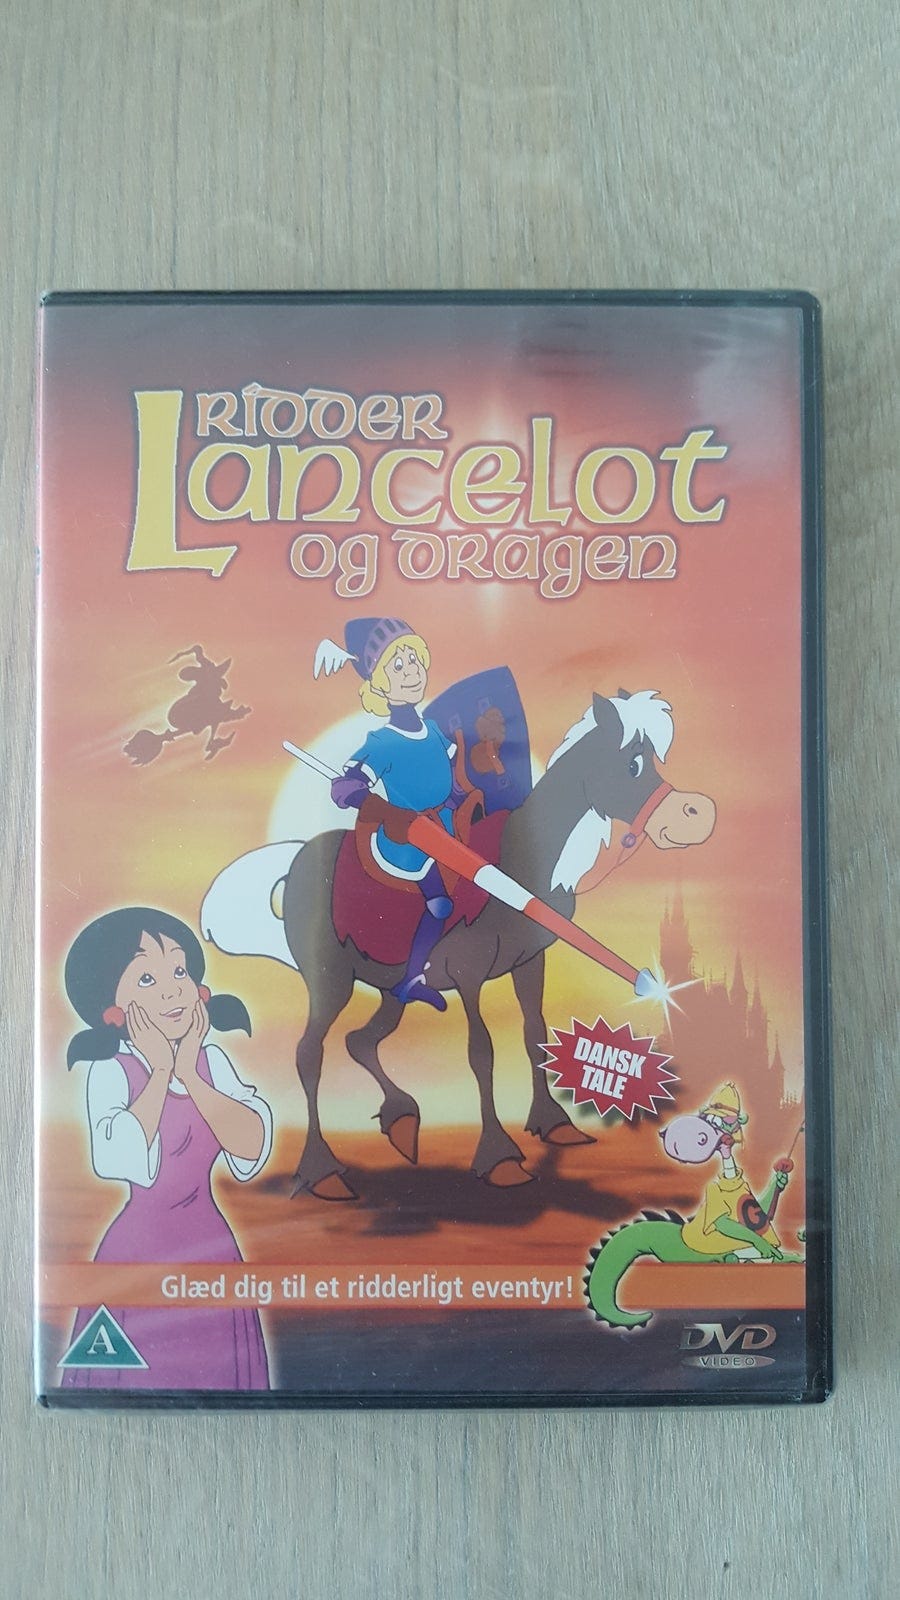 RIDDER
Lancelot
og dragen
DANSK
TALE
G
Glæd dig til et ridderligt eventyr!
A
DVD
VIDEO